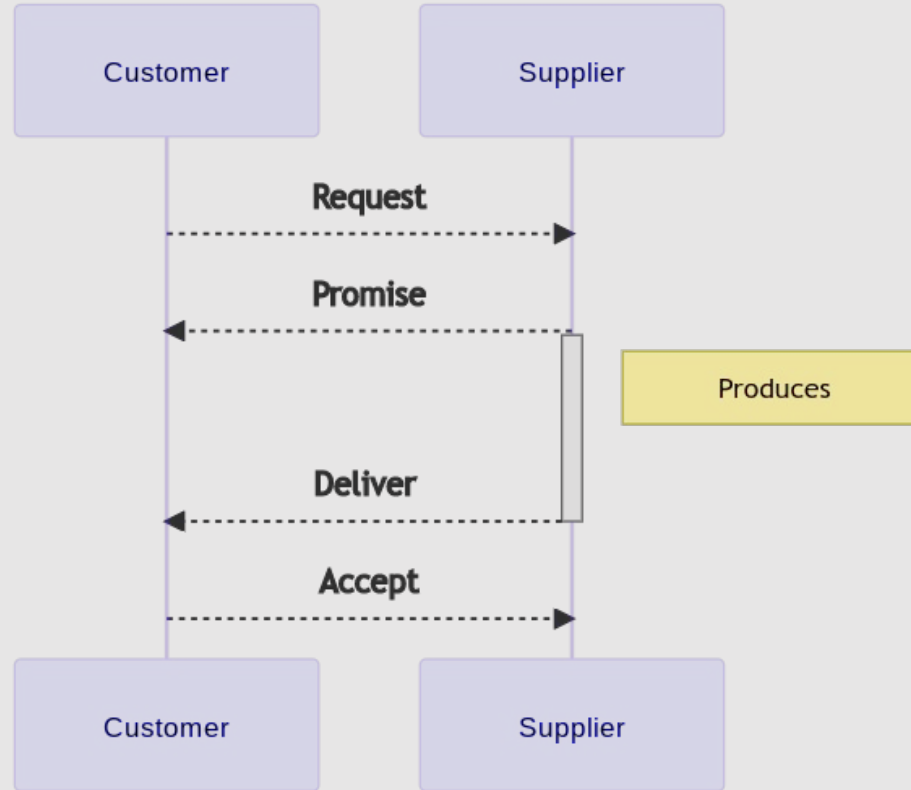 Customer
Supplier
Request
Promise
Produces
Deliver
Accept
Customer
Supplier